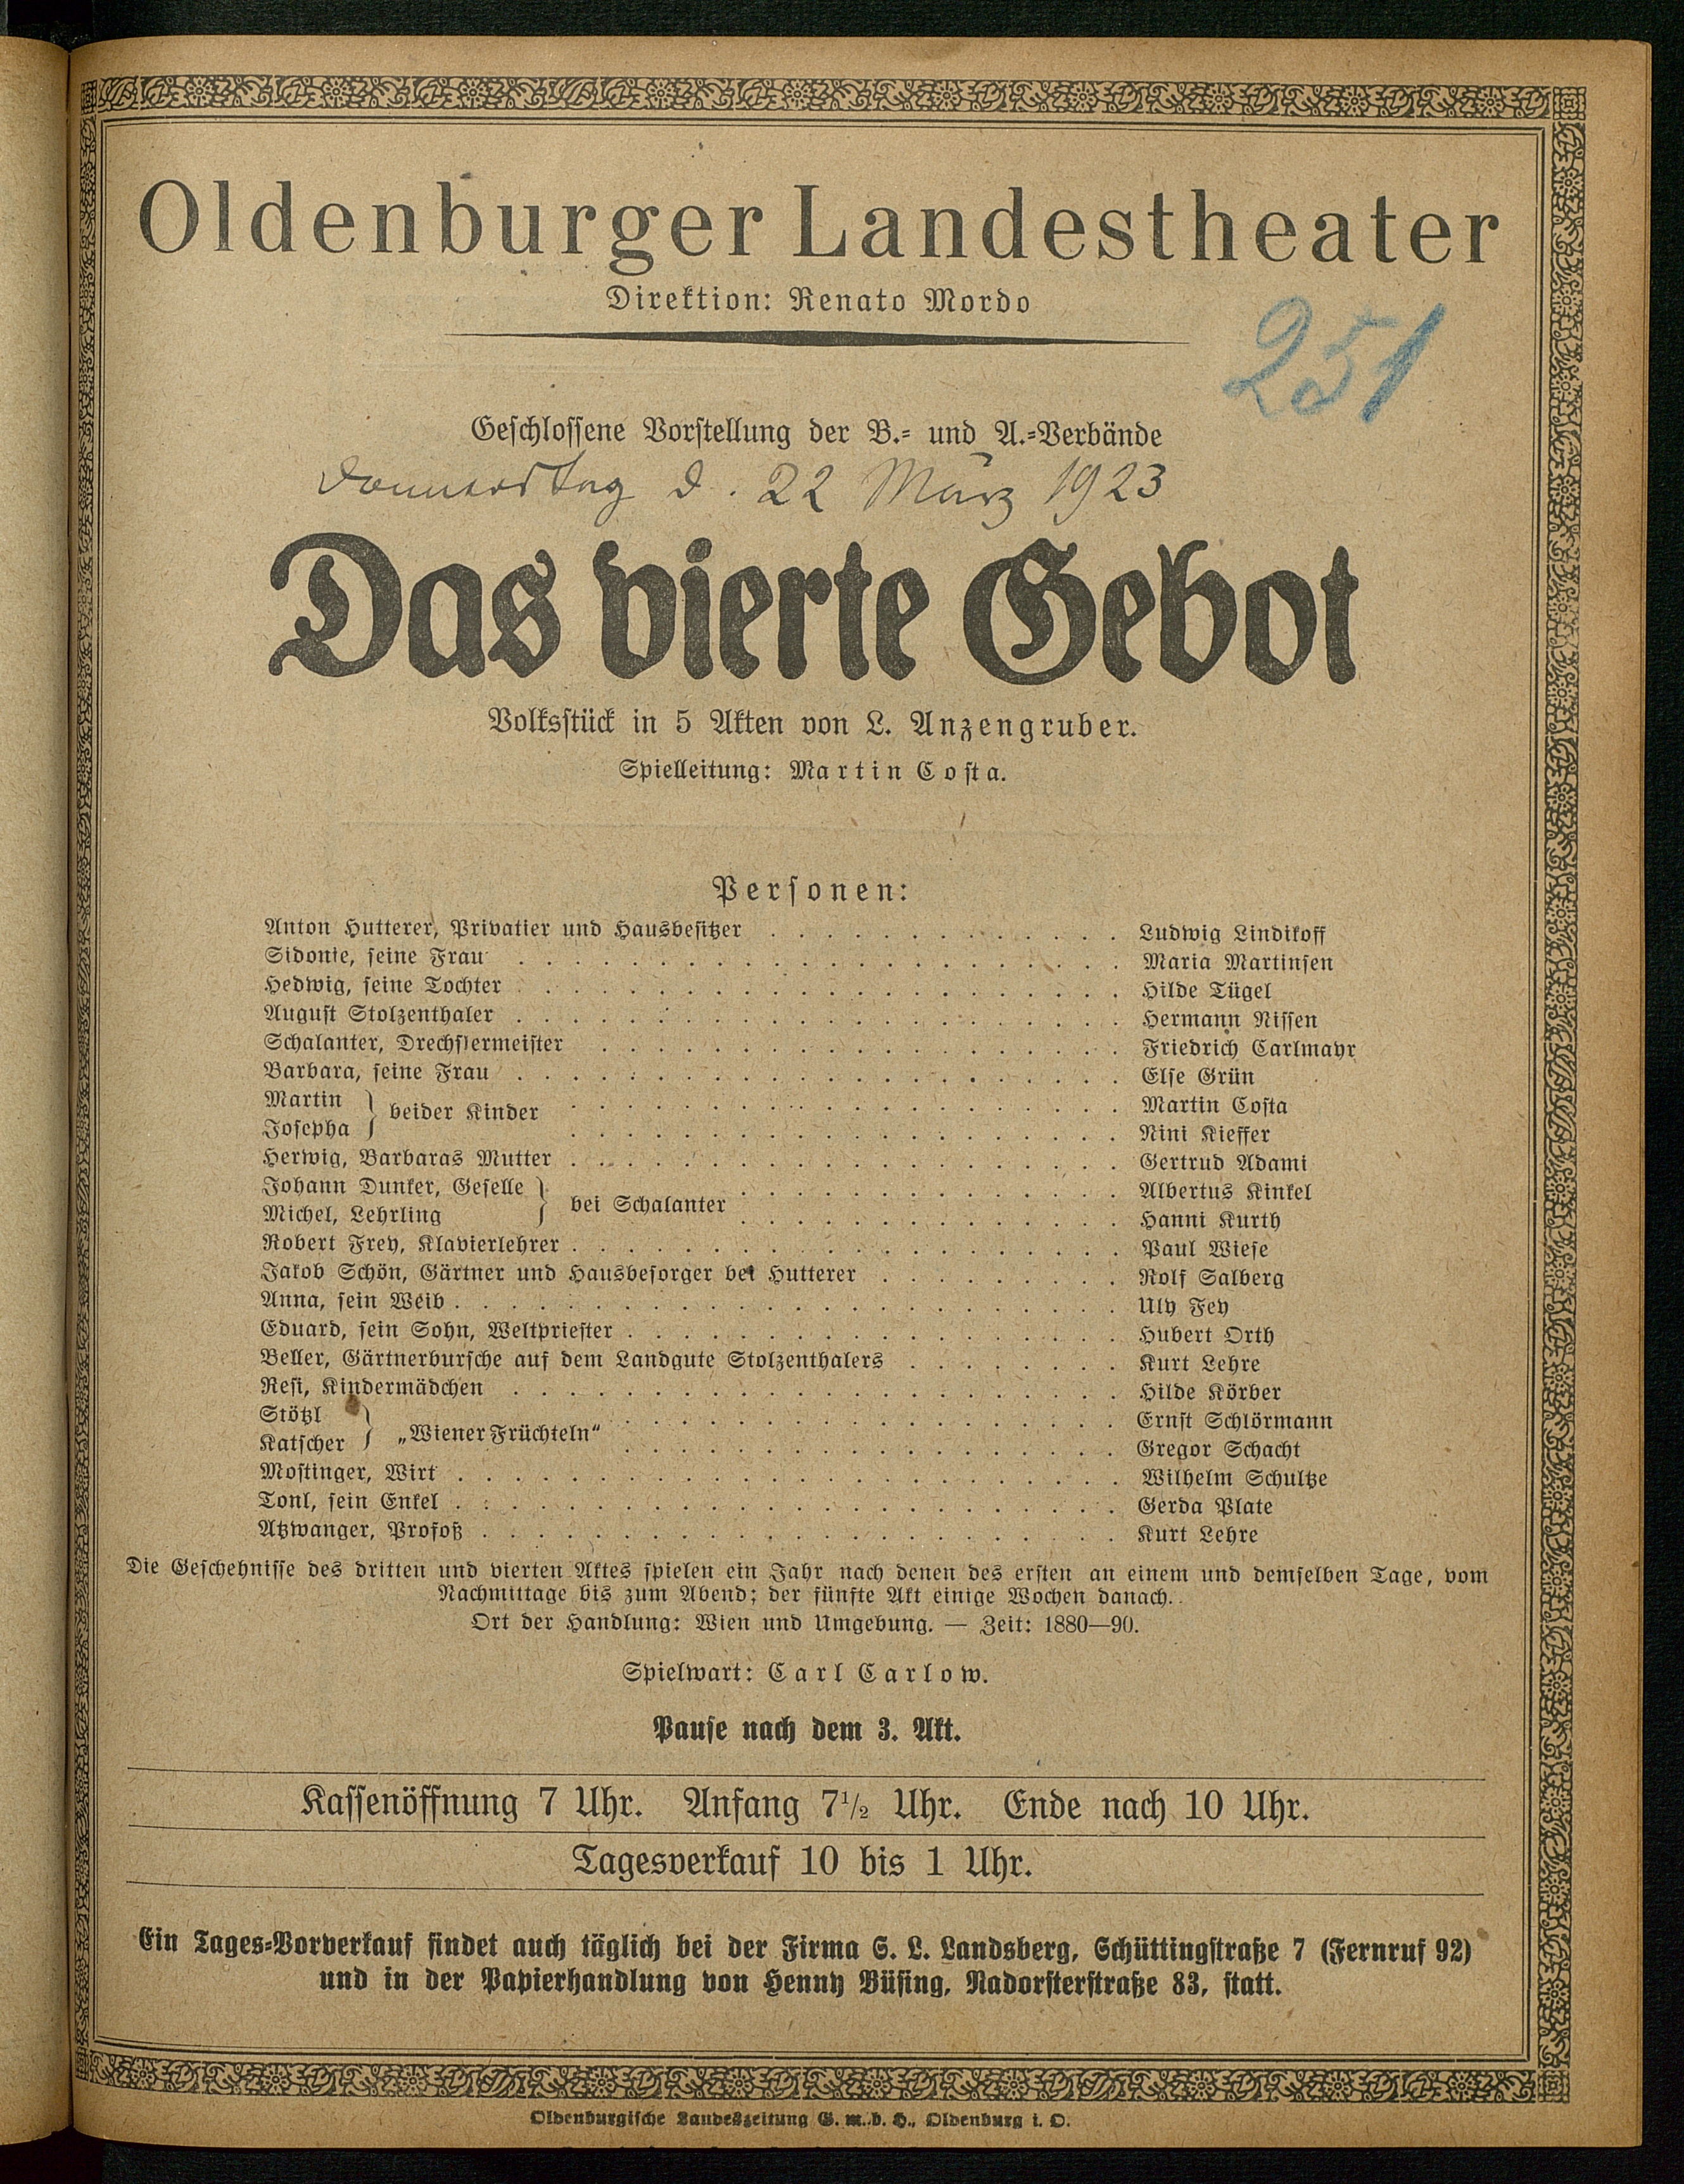 Oldenburger Landestheater
Direktion: Renato Mordo
251
Geschlossene Vorstellung der B.- und A.-Verbände
Donnerstag d. 22 März 1923
Das vierte Gebot
Volksstück in 5 Akten von L. Anzengruber.
Spielleitung: Martin Costa.
Personen:
Anton Hutterer, Privatier und Hausbesitzer . . . . . . . . . . . . . Ludwig Lindikoff
Sidonie, seine Frau . . . . . . . . . . . . . . . . . . . . . Maria Martinsen
Hedwig, seine Tochter . . . . . . . . . . . . . . . . . . . . . Hilde Tügel
August Stolzenthaler . . . . . . . . . . . . . . . . . . . . . Hermann Nissen
Schalanter, Drechslermeister . . . . . . . . . . . . . . . . . . Friedrich Carlmayr
Barbara, seine Frau . . . . . . . . . . . . . . . . . . . . . Else Grün
Martin } beider Kinder . . . . . . . . . . . . . . . . . . . Martin Costa
Josepha } . . . . . . . . . . . . . . . . . . . Nini Kieffer
Herwig, Barbaras Mutter . . . . . . . . . . . . . . . . . . . Gertrud Adami
Johann Dunker, Geselle } bei Schalanter . . . . . . . . . . . . . Albertus Kinkel
Michel, Lehrling } . . . . . . . . . . . . . Hanni Kurth
Robert Frey, Klavierlehrer . . . . . . . . . . . . . . . . . . . Paul Wiese
Jakob Schön, Gärtner und Hausbesorger bei Hutterer . . . . . . . . . Rolf Salberg
Anna, sein Weib . . . . . . . . . . . . . . . . . . . . . . . Uly Fey
Eduard, sein Sohn, Weltpriester . . . . . . . . . . . . . . . . . Hubert Orth
Beller, Gärtnerbursche auf dem Landgute Stolzenthalers . . . . . . . . Kurt Lehre
Resi, Kindermädchen . . . . . . . . . . . . . . . . . . . . . Hilde Körber
Stötzl } „Wiener Früchteln“ . . . . . . . . . . . . . . . . . Ernst Schlörmann
Katscher } . . . . . . . . . . . . . . . . . Gregor Schacht
Mostinger, Wirt . . . . . . . . . . . . . . . . . . . . . . . Wilhelm Schultze
Tonl, sein Enkel . . . . . . . . . . . . . . . . . . . . . . . Gerda Plate
Atzwanger, Profoß . . . . . . . . . . . . . . . . . . . . . . Kurt Lehre
Die Geschehnisse des dritten und vierten Aktes spielen ein Jahr nach denen des ersten an einem und demselben Tage, vom
Nachmittage bis zum Abend; der fünfte Akt einige Wochen danach.
Ort der Handlung: Wien und Umgebung. — Zeit: 1880—90.
Spielwart: Carl Carlow.
Pause nach dem 3. Akt.
Kassenöffnung 7 Uhr. Anfang 7½ Uhr. Ende nach 10 Uhr.
Tagesverkauf 10 bis 1 Uhr.
Ein Tages-Vorverkauf findet auch täglich bei der Firma S. L. Landsberg, Schüttingstraße 7 (Fernruf 92)
und in der Papierhandlung von Henny Büsing, Nadorsterstraße 83, statt.
Oldenburgische Landeszeitung G. m. b. H., Oldenburg i. O.